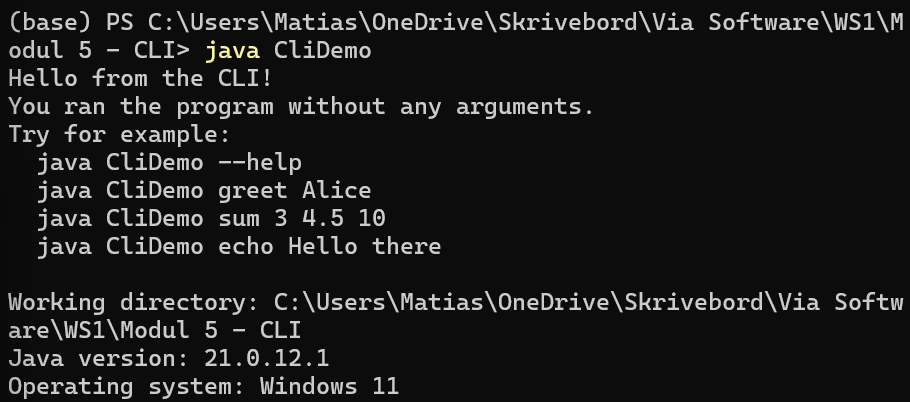 (base) PS C:\Users\Matias\OneDrive\Skrivebord\Via Software\WS1\M
odul 5 - CLI> java CliDemo
Hello from the CLI!
You ran the program without any arguments.
Try for example:
  java CliDemo --help
  java CliDemo greet Alice
  java CliDemo sum 3 4.5 10
  java CliDemo echo Hello there

Working directory: C:\Users\Matias\OneDrive\Skrivebord\Via Softw
are\WS1\Modul 5 - CLI
Java version: 21.0.12.1
Operating system: Windows 11